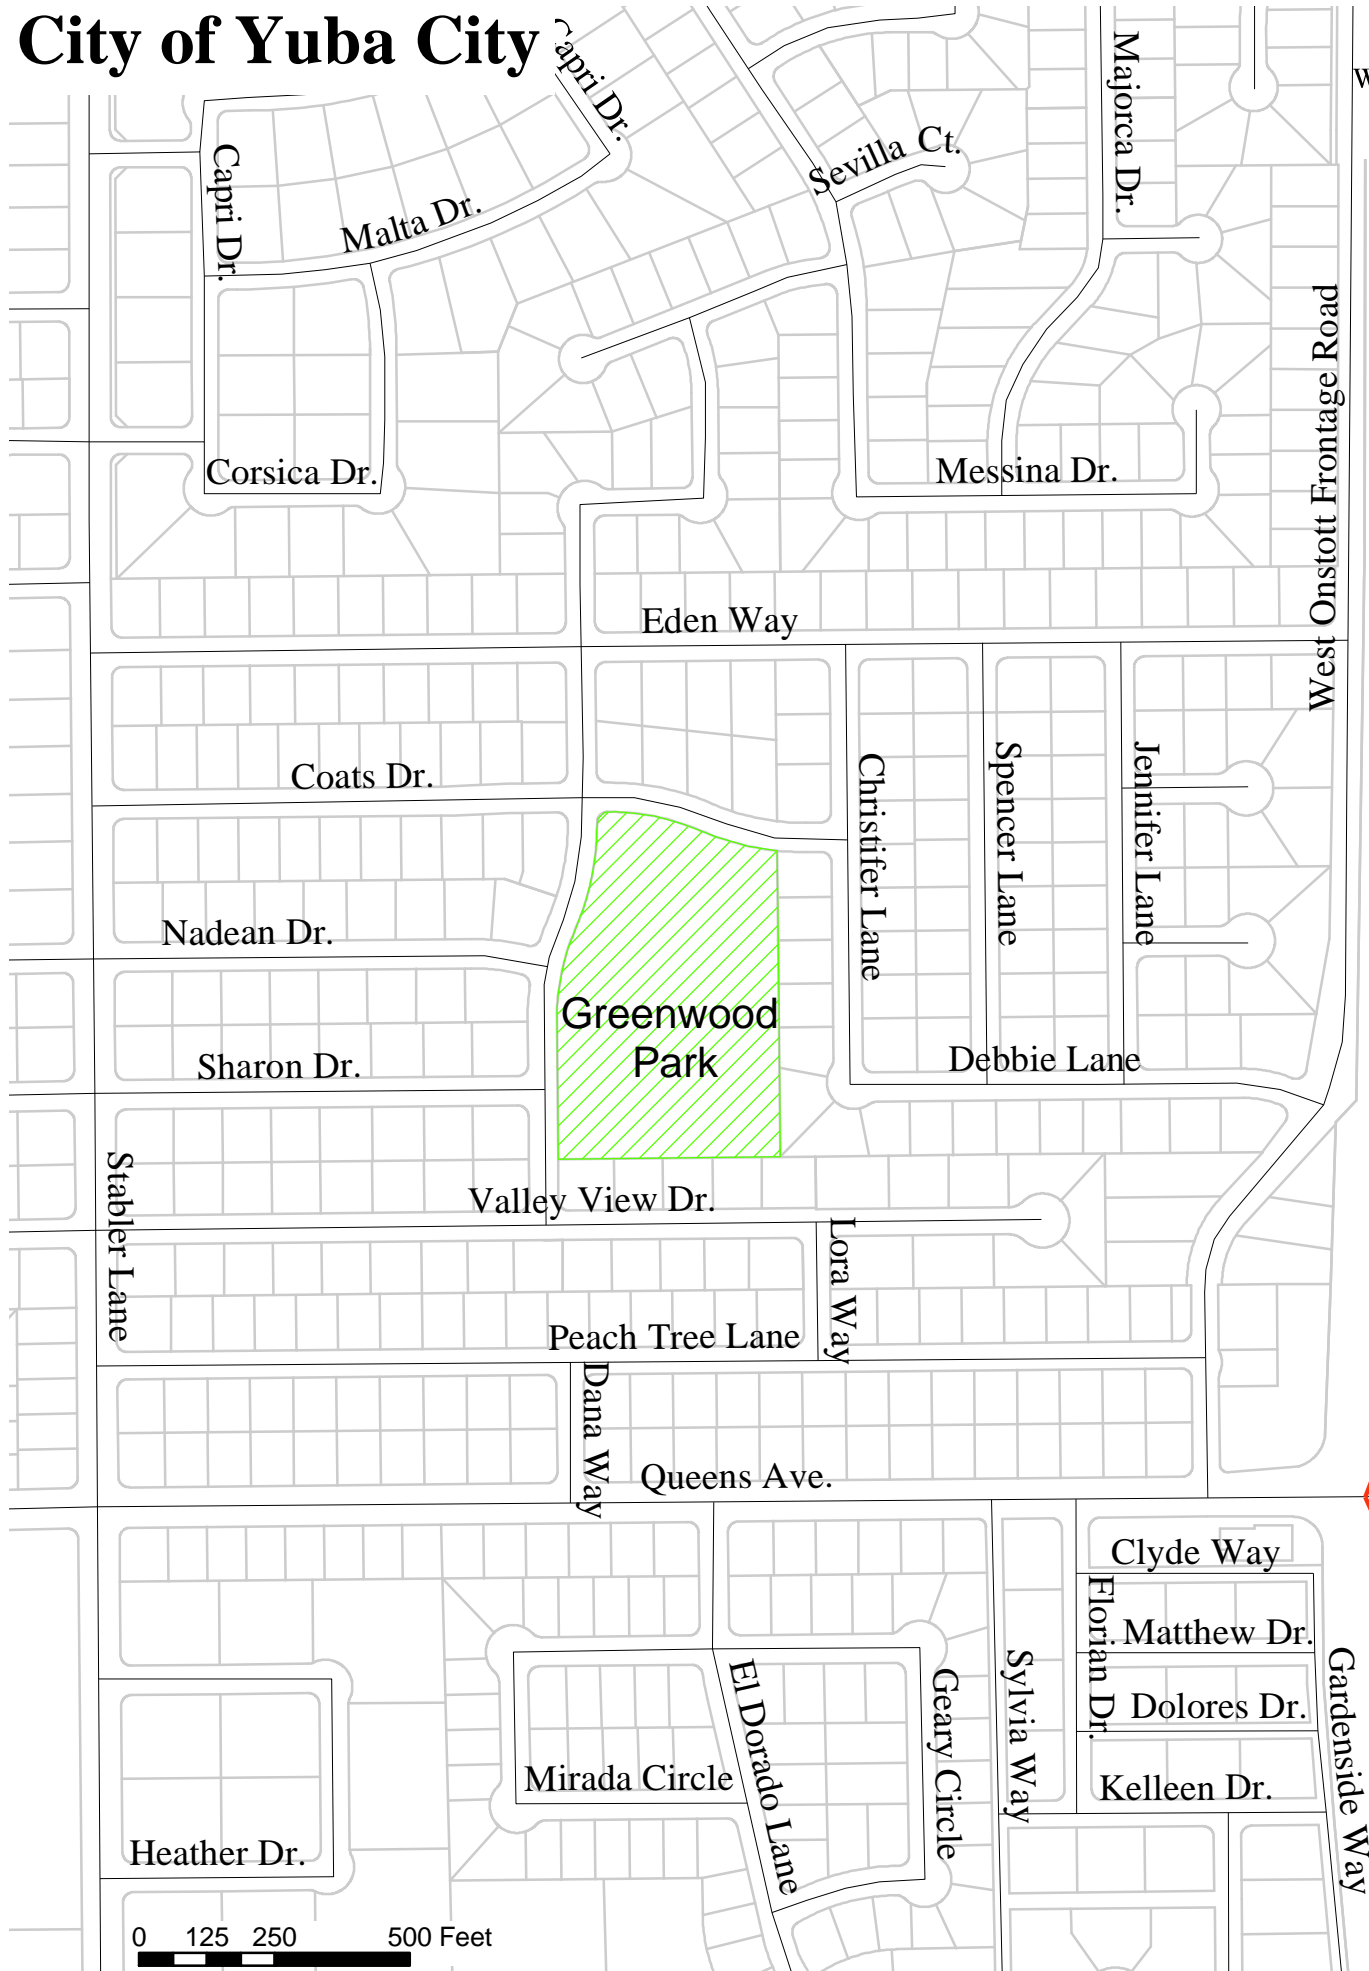 City of Yuba City
Capri Dr.
Majorca Dr.
W
Sevilla Ct.
Capri Dr.
Malta Dr.
West Onstott Frontage Road
Corsica Dr.
Messina Dr.
Eden Way
Coats Dr.
Christifer Lane
Spencer Lane
Jennifer Lane
Nadean Dr.
Greenwood
Park
Sharon Dr.
Debbie Lane
Stabler Lane
Valley View Dr.
Lora Way
Peach Tree Lane
Dana Way
Queens Ave.
Clyde Way
Florian Dr.
Matthew Dr.
Sylvia Way
Gardenside Way
El Dorado Lane
Geary Circle
Dolores Dr.
Mirada Circle
Kelleen Dr.
Heather Dr.
0 125 250 500 Feet